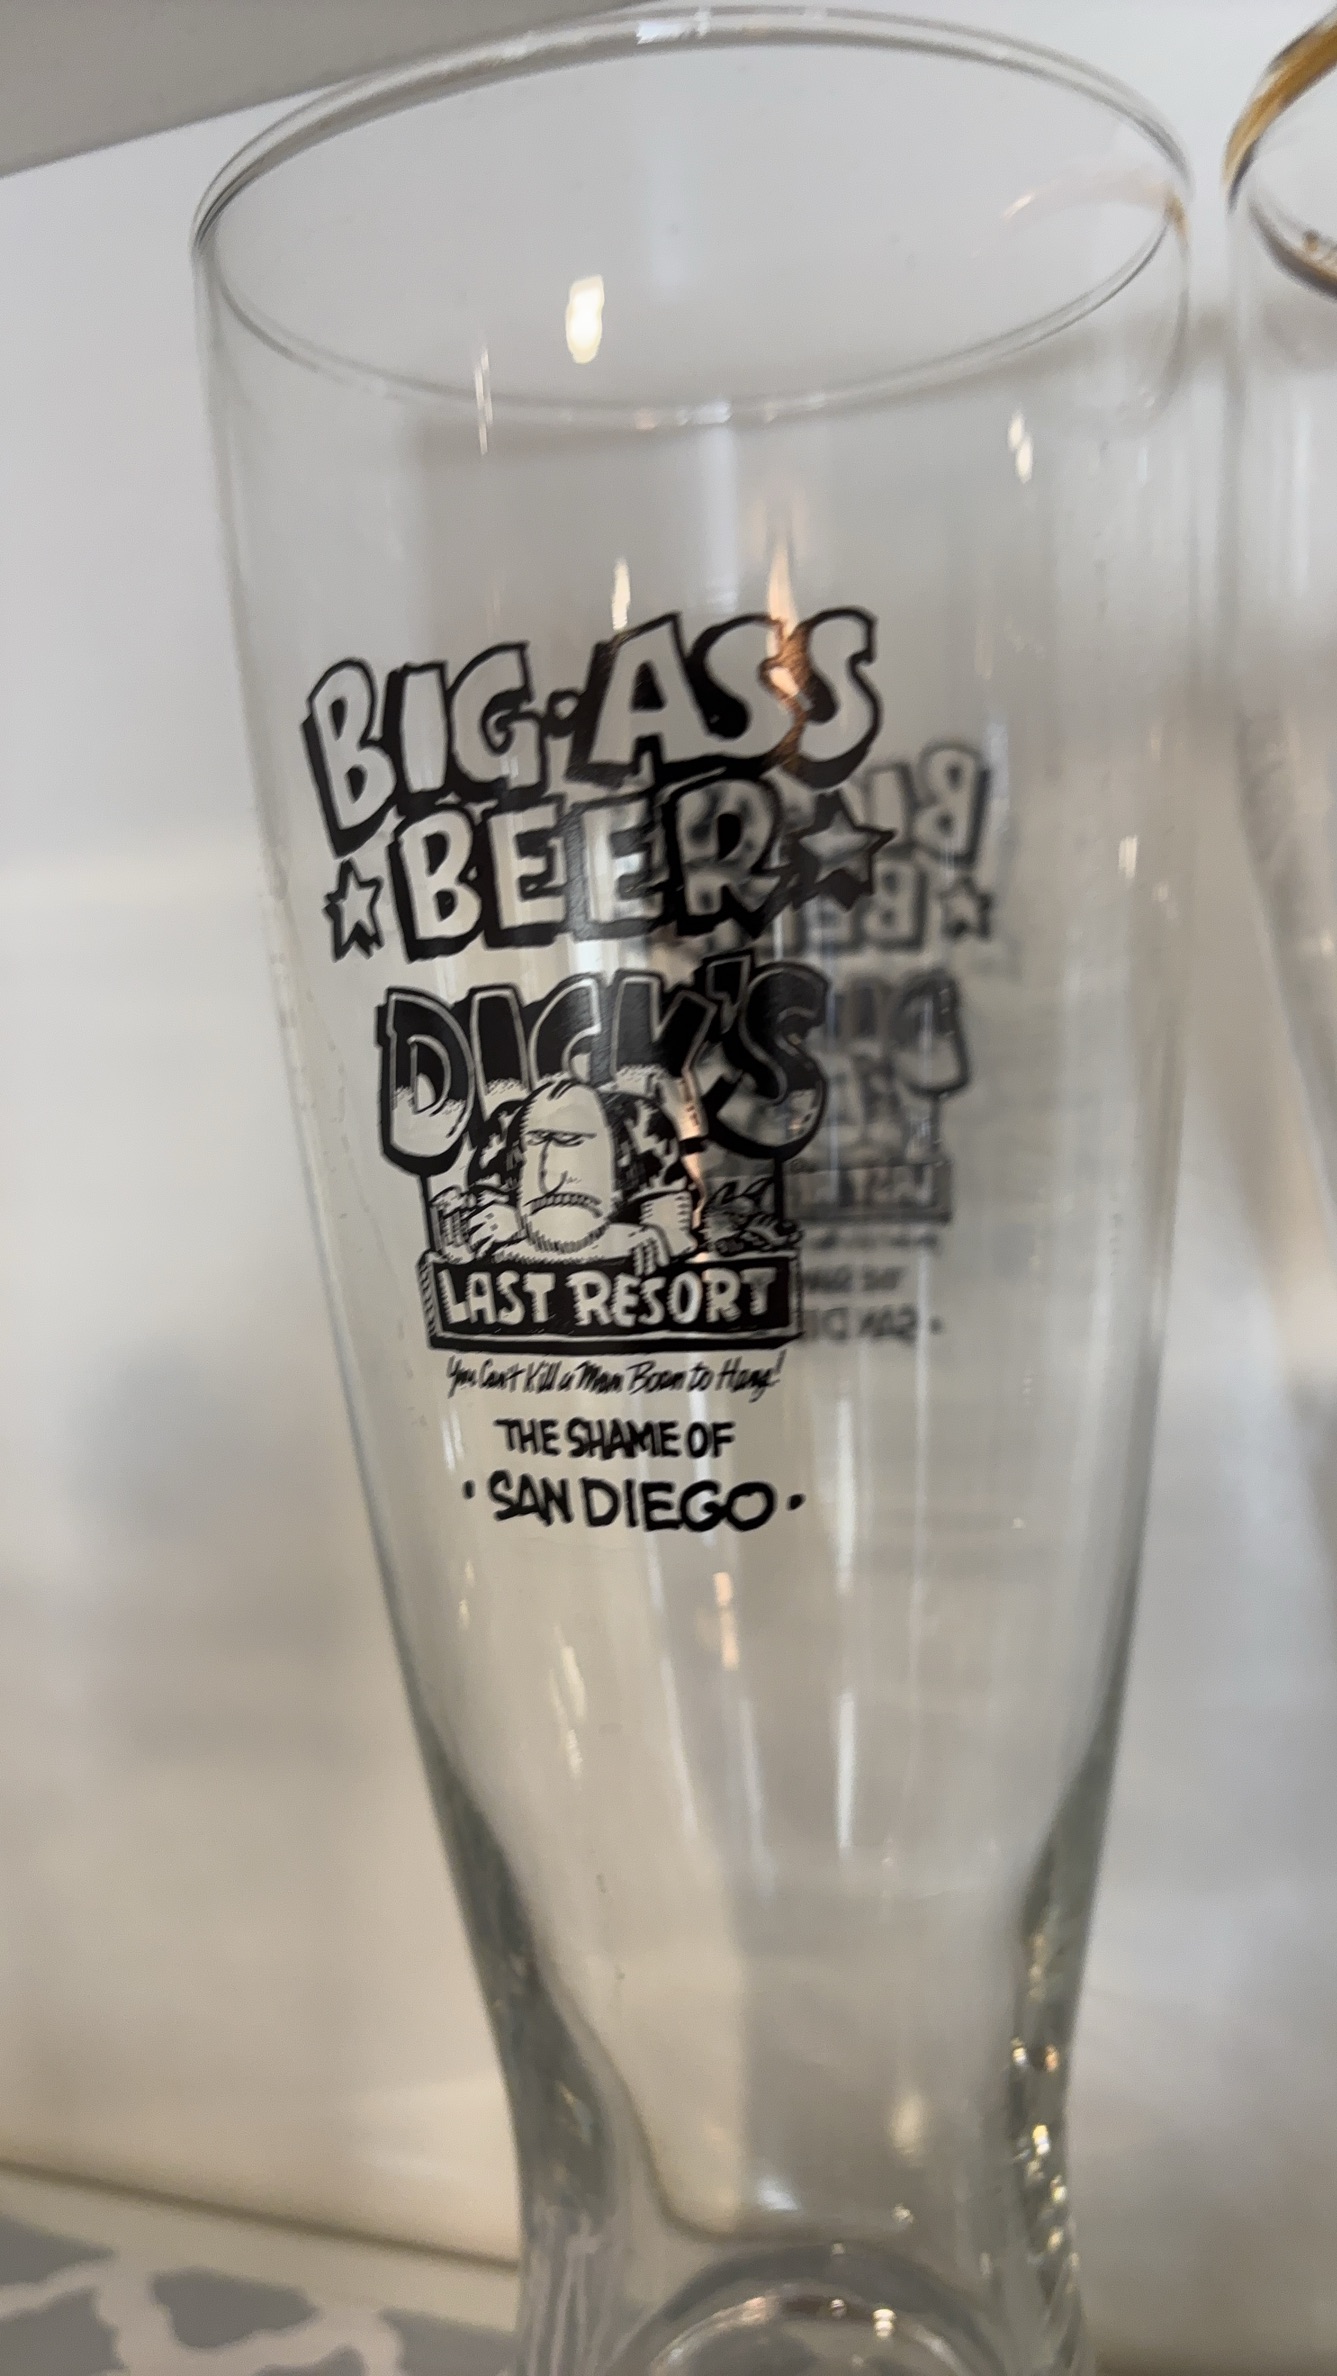 BIG·ASS
BEER
DICK'S
LAST RESORT
You Can't Kill a Man Born to Hang!
THE SHAME OF
·SAN DIEGO·